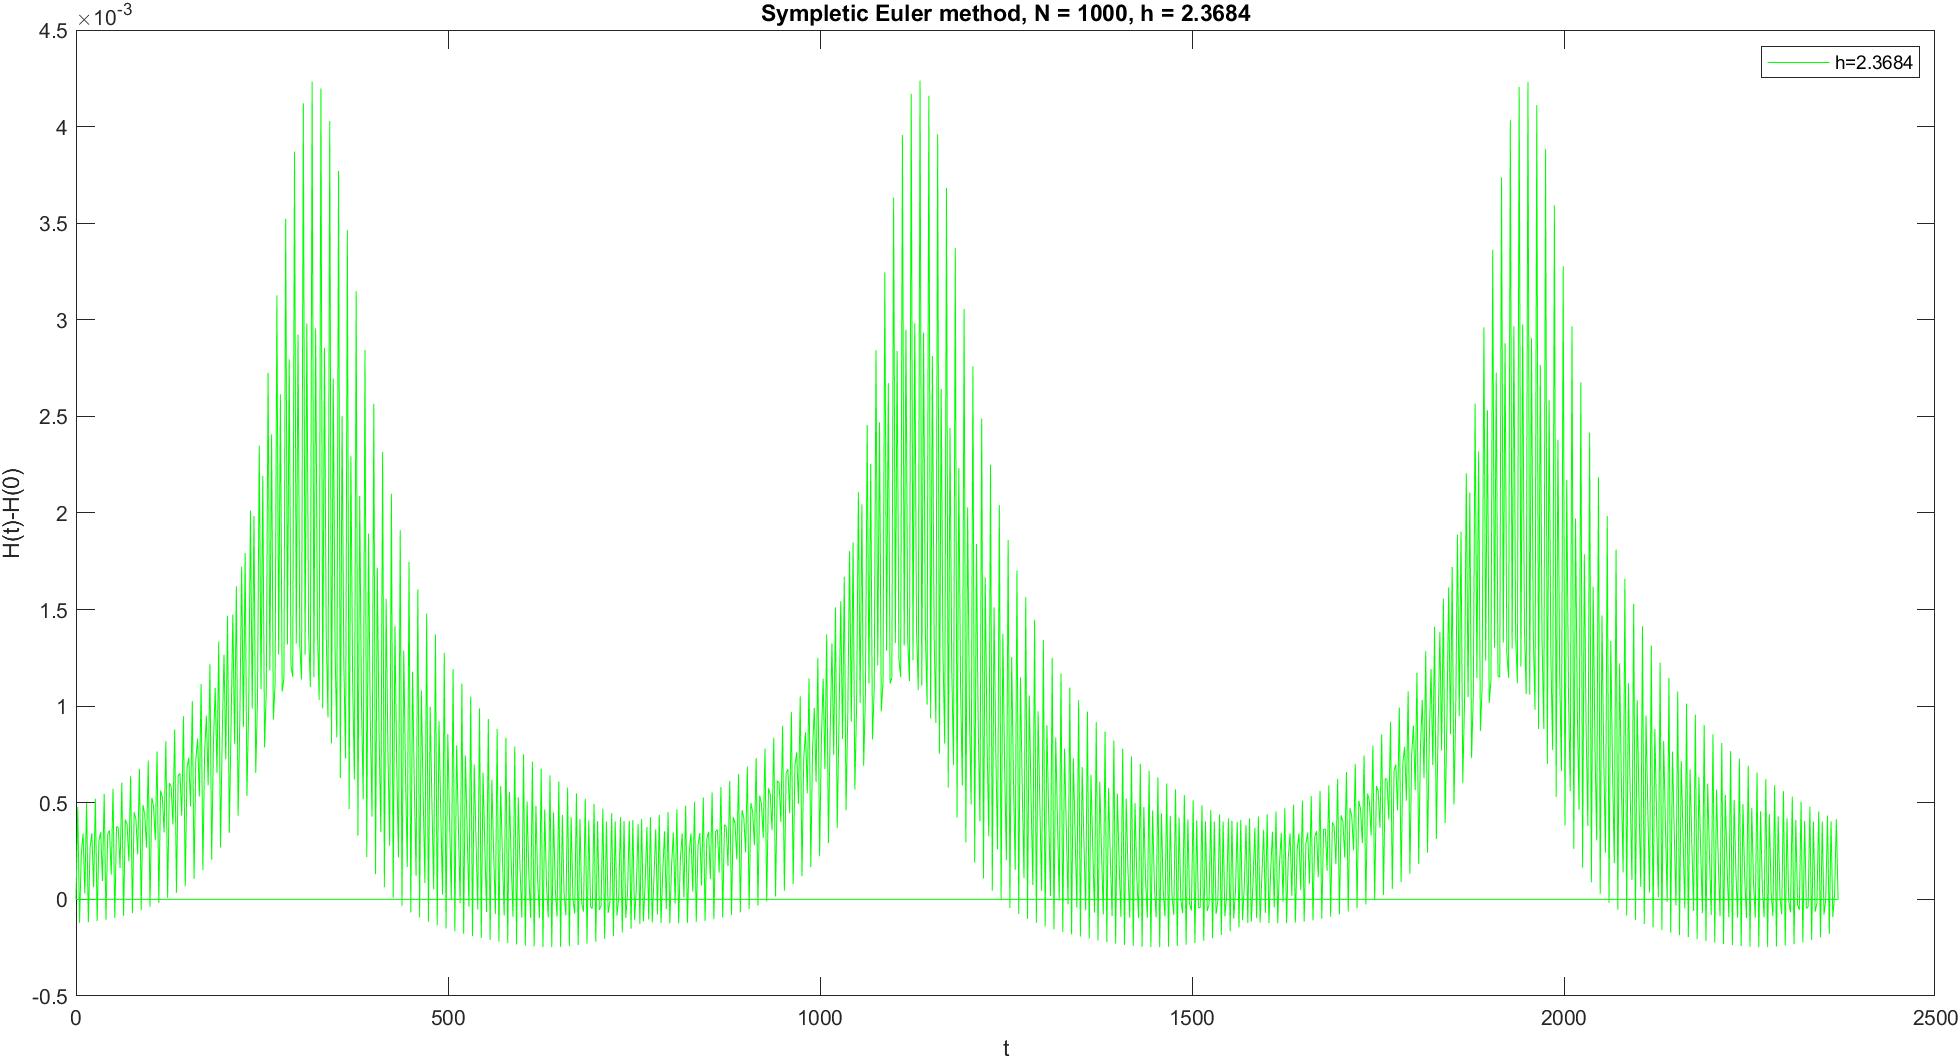 Sympletic Euler method, N = 1000, h = 2.3684
×10-3
h=2.3684
4.5
4
3.5
3
2.5
2
1.5
1
0.5
0
-0.5
H(t)-H(0)
0 500 1000 1500 2000 2500
t